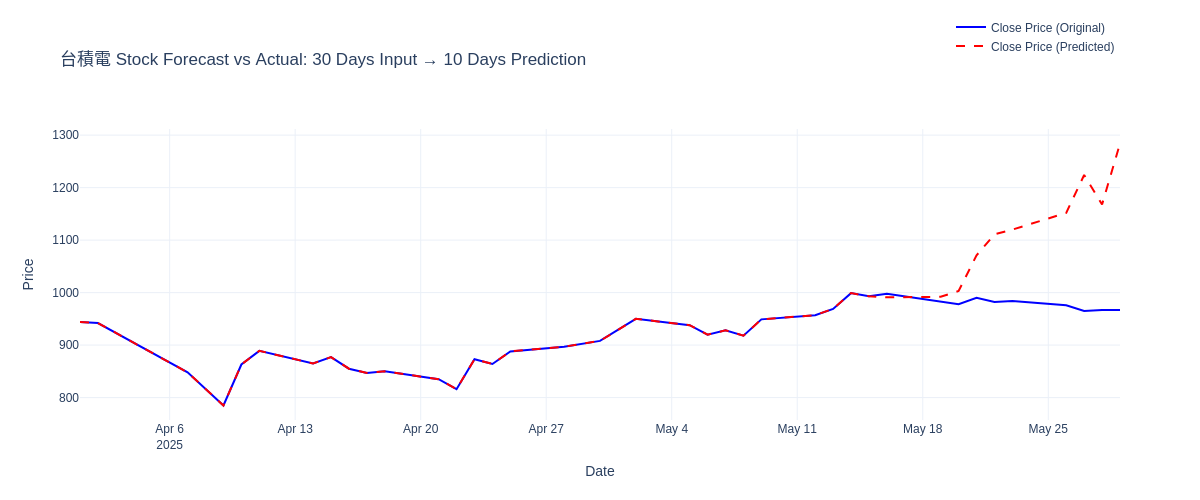 Close Price (Original)
Close Price (Predicted)
台積電 Stock Forecast vs Actual: 30 Days Input → 10 Days Prediction
1300
1200
1100
1000
900
800
Price
Apr 6
2025
Apr 13
Apr 20
Apr 27
May 4
May 11
May 18
May 25
Date